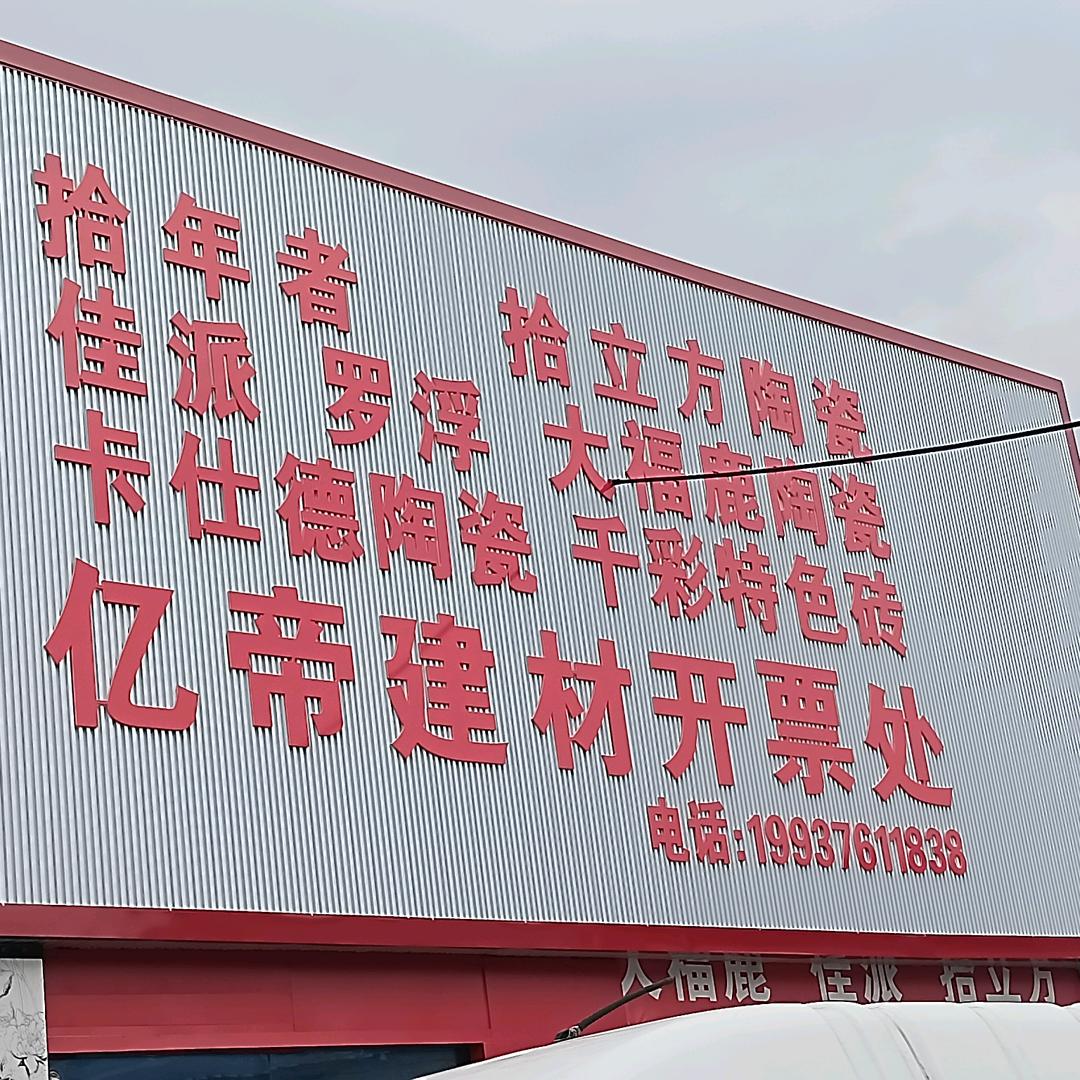 拾年者 拾立方陶瓷
佳派 罗浮 大福鹿陶瓷
卡仕德陶瓷 千彩特色砖
亿帝建材开票处
电话:19937611838
大福鹿 佳派 拾立方